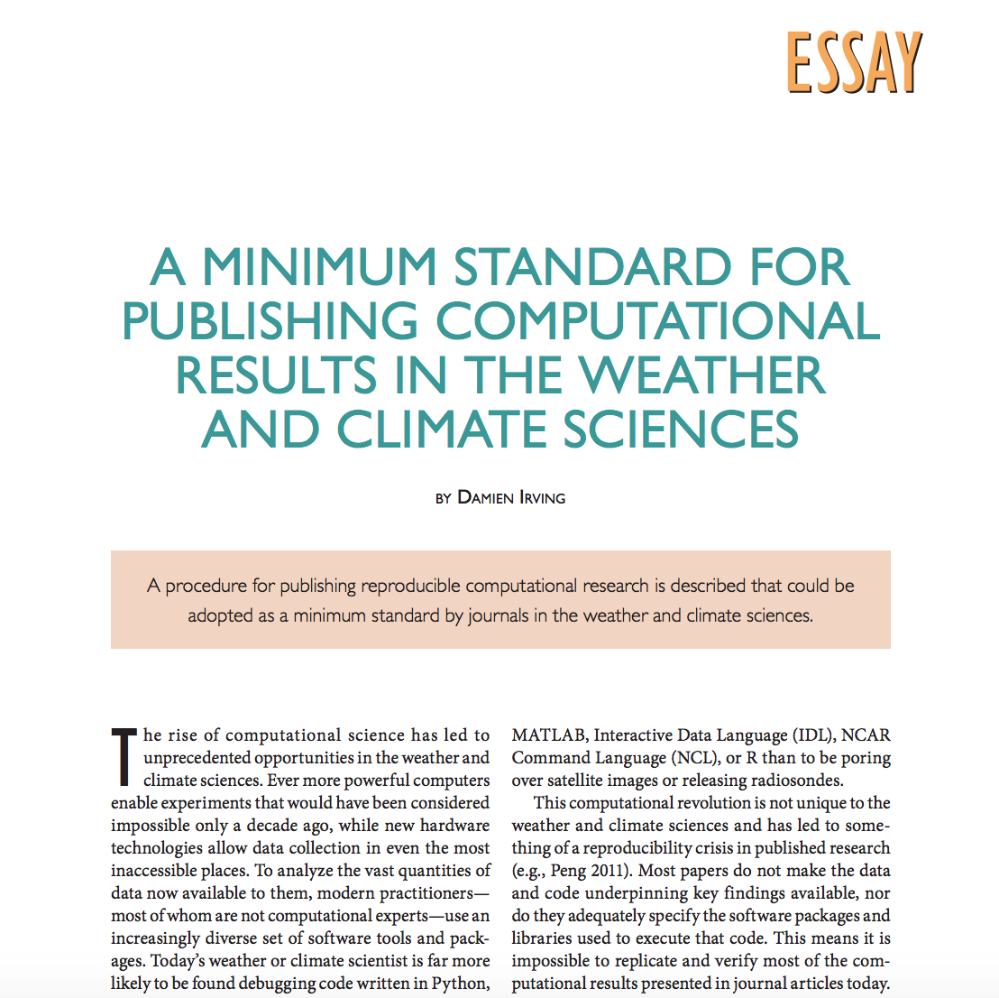 ESSAY
A MINIMUM STANDARD FOR
PUBLISHING COMPUTATIONAL
RESULTS IN THE WEATHER
AND CLIMATE SCIENCES
BY DAMIEN IRVING
A procedure for publishing reproducible computational research is described that could be
adopted as a minimum standard by journals in the weather and climate sciences.
The rise of computational science has led to
unprecedented opportunities in the weather and
climate sciences. Ever more powerful computers
enable experiments that would have been considered
impossible only a decade ago, while new hardware
technologies allow data collection in even the most
inaccessible places. To analyze the vast quantities of
data now available to them, modern practitioners—
most of whom are not computational experts—use an
increasingly diverse set of software tools and pack-
ages. Today’s weather or climate scientist is far more
likely to be found debugging code written in Python,
MATLAB, Interactive Data Language (IDL), NCAR
Command Language (NCL), or R than to be poring
over satellite images or releasing radiosondes.
This computational revolution is not unique to the
weather and climate sciences and has led to some-
thing of a reproducibility crisis in published research
(e.g., Peng 2011). Most papers do not make the data
and code underpinning key findings available, nor
do they adequately specify the software packages and
libraries used to execute that code. This means it is
impossible to replicate and verify most of the com-
putational results presented in journal articles today.